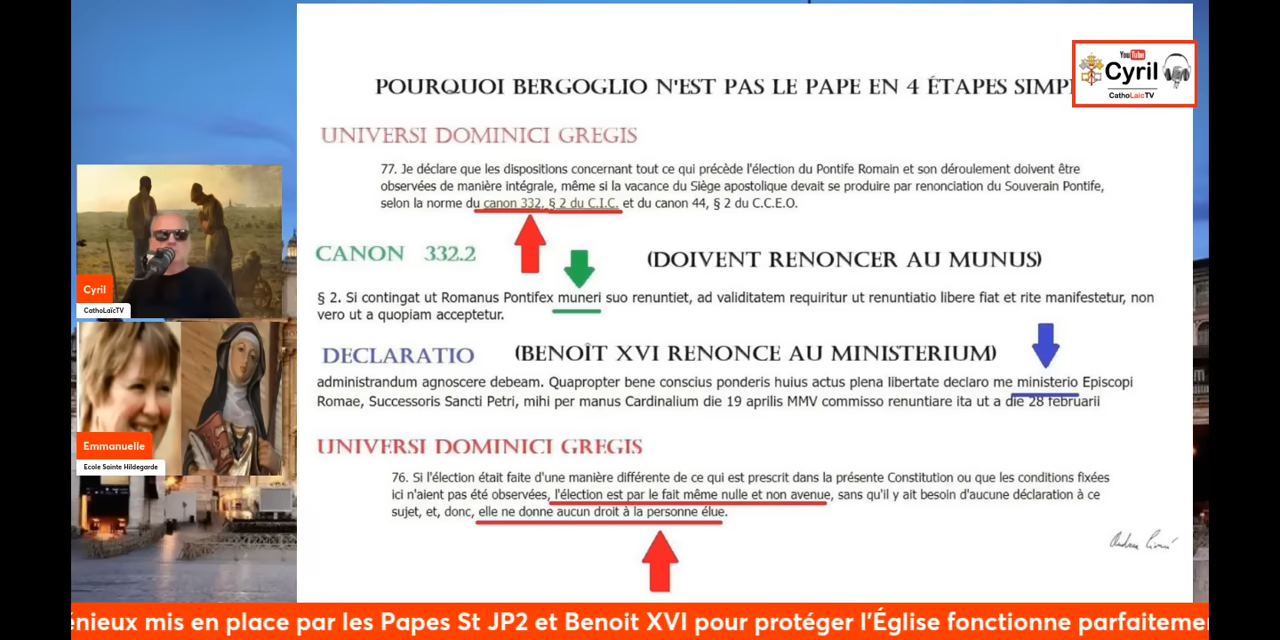 YouTube
Cyril
CathoLaicTV
POURQUOI BERGOGLIO N'EST PAS LE PAPE EN 4 ÉTAPES
UNIVERSI DOMINICI GREGIS
77. Je déclare que les dispositions concernant tout ce qui précède l'élection du Pontife Romain et son déroulement doivent être
observées de manière intégrale, même si la vacance du Siège apostolique devait se produire par renonciation du Souverain Pontife,
selon la norme du canon 332, § 2 du C.I.C. et du canon 44, § 2 du C.C.E.O.
CANON 332.2 (DOIVENT RENONCER AU MUNUS)
§ 2. Si contingat ut Romanus Pontifex muneri suo renuntiet, ad validitatem requiritur ut renuntiatio libere fiat et rite manifestetur, non
vero ut a quopiam acceptetur.
DECLARATIO (BENOÎT XVI RENONCE AU MINISTERIUM)
administrandum agnoscere debeam. Quapropter bene conscius ponderis huius actus plena libertate declaro me ministerio Episcopi
Romae, Successoris Sancti Petri, mihi per manus Cardinalium die 19 aprilis MMV commisso renuntiare ita ut a die 28 februarii
UNIVERSI DOMINICI GREGIS
76. Si l'élection était faite d'une manière différente de ce qui est prescrit dans la présente Constitution ou que les conditions fixées
ici n'aient pas été observées, l'élection est par le fait même nulle et non avenue, sans qu'il y ait besoin d'aucune déclaration à ce
sujet, et, donc, elle ne donne aucun droit à la personne élue.
Cyril
CathoLaïcTV
Emmanuelle
Ecole Sainte Hildegarde
mis en place par les Papes St JP2 et Benoit XVI pour protéger l'Église fonctionne